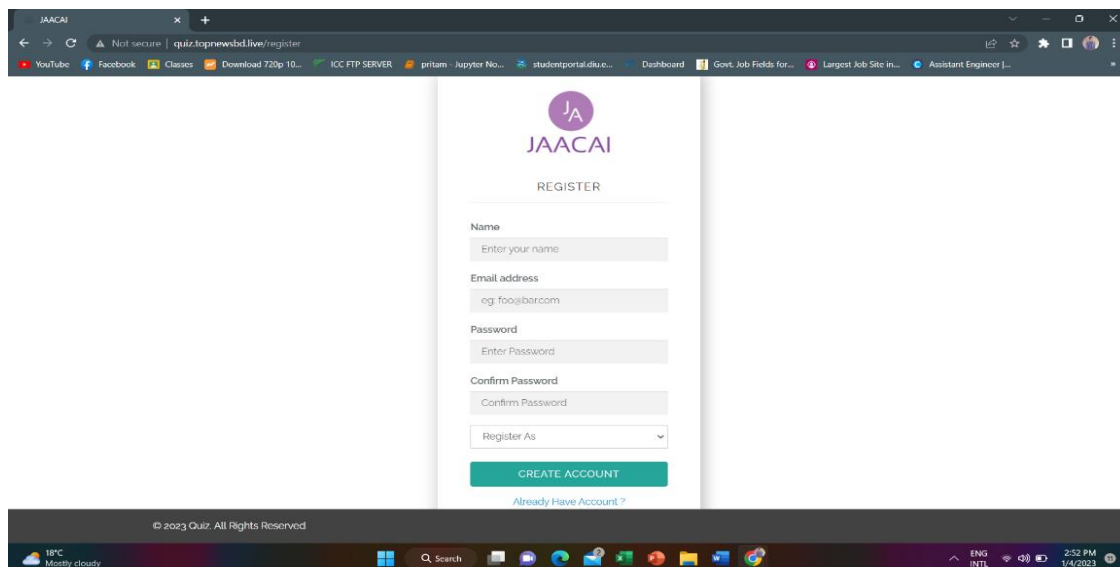 JAACAI
Not secure | quiz.topnewsbd.live/register
YouTube Facebook Classes Download 720p 10... ICC FTP SERVER pritam - Jupyter No... studentportal.diu.e... Dashboard Govt. Job Fields for... Largest Job Site in... Assistant Engineer |...
JA
JAACAI
REGISTER
Name
Enter your name
Email address
eg: foo@bar.com
Password
Enter Password
Confirm Password
Confirm Password
Register As
CREATE ACCOUNT
Already Have Account ?
© 2023 Quiz. All Rights Reserved
18°C
Mostly cloudy
Search
ENG
INTL
2:52 PM
1/4/2023